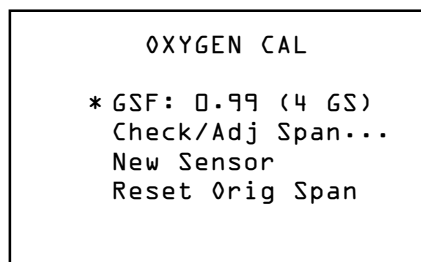 OXYGEN CAL
* GSF: 0.99 (4 GS)
Check/Adj Span...
New Sensor
Reset Orig Span